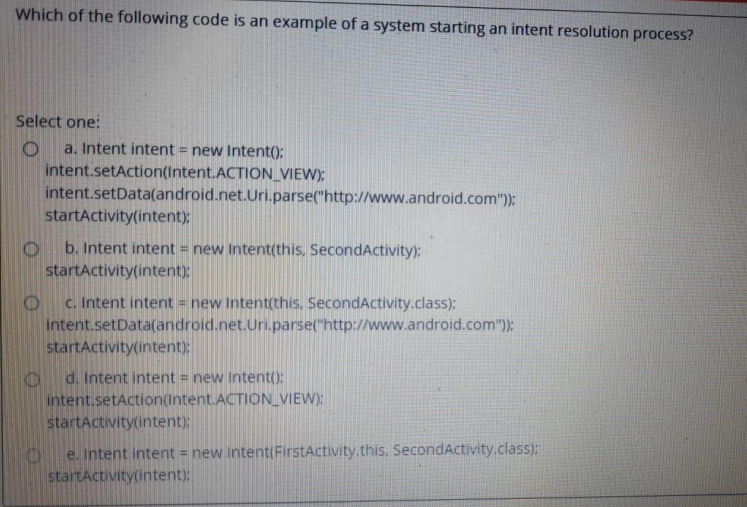 Which of the following code is an example of a system starting an intent resolution process?
Select one:
a. Intent intent = new Intent();
intent.setAction(Intent.ACTION_VIEW);
intent.setData(android.net.Uri.parse("http://www.android.com"));
startActivity(intent);
b. Intent intent = new Intent(this, SecondActivity);
startActivity(intent);
c. Intent intent = new Intent(this, SecondActivity.class);
intent.setData(android.net.Uri.parse("http://www.android.com"));
startActivity(intent);
d. Intent intent = new Intent();
intent.setAction(Intent.ACTION_VIEW);
startActivity(intent);
e. Intent intent = new Intent(FirstActivity.this, SecondActivity.class);
startActivity(intent);